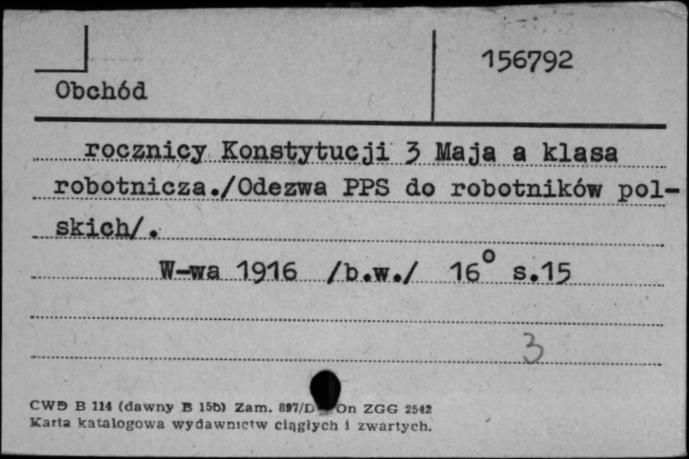 156792
Obchód
rocznicy Konstytucji 3 Maja a klasa
robotnicza./Odezwa PPS do robotników pol-
skich/.
W-wa 1916 /b.w./ 16° s.15
3
CWD B 114 (dawny B 15b) Zam. 897/D On ZGG 2542
Karta katalogowa wydawnictw ciągłych i zwartych.